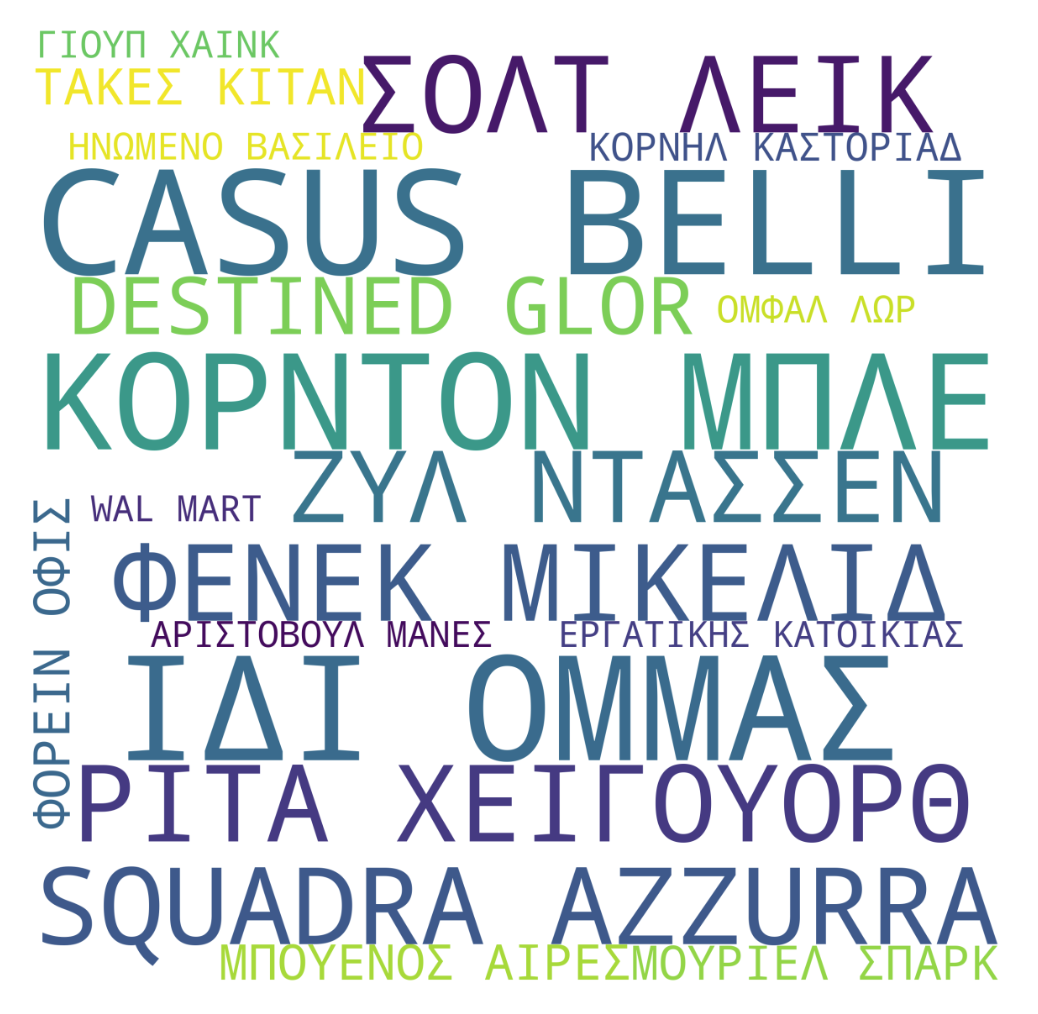 ΓΙΟΥΠ ΧΑΙΝΚ
ΤΑΚΕΣ ΚΙΤΑΝ
ΣΟΛΤ ΛΕΙΚ
ΗΝΩΜΕΝΟ ΒΑΣΙΛΕΙΟ
ΚΟΡΝΗΛ ΚΑΣΤΟΡΙΑΔ
CASUS BELLI
DESTINED GLOR
ΟΜΦΑΛ ΛΩΡ
ΚΟΡΝΤΟΝ ΜΠΛΕ
ΖΥΛ ΝΤΑΣΣΕΝ
WAL MART
ΦΕΝΕΚ ΜΙΚΕΛΙΔ
ΦΟΡΕΙΝ ΟΦΙΣ
ΑΡΙΣΤΟΒΟΥΛ ΜΑΝΕΣ
ΕΡΓΑΤΙΚΗΣ ΚΑΤΟΙΚΙΑΣ
ΙΔΙ ΟΜΜΑΣ
ΡΙΤΑ ΧΕΙΓΟΥΟΡΘ
SQUADRA AZZURRA
ΜΠΟΥΕΝΟΣ ΑΙΡΕΣ
ΜΟΥΡΙΕΛ ΣΠΑΡΚ